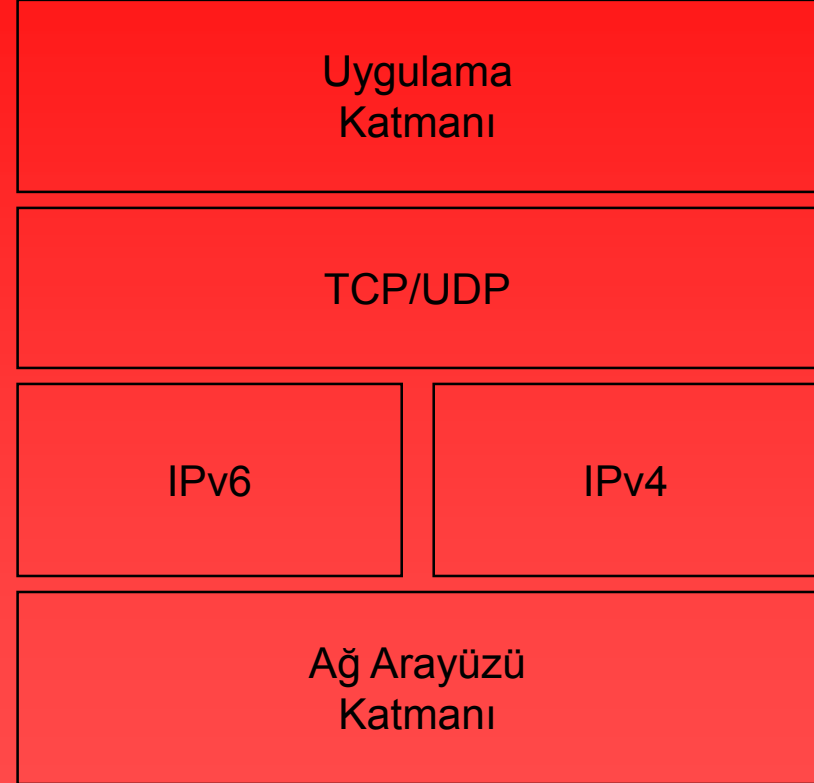 Uygulama
Katmanı
TCP/UDP
IPv6
IPv4
Ağ Arayüzü
Katmanı